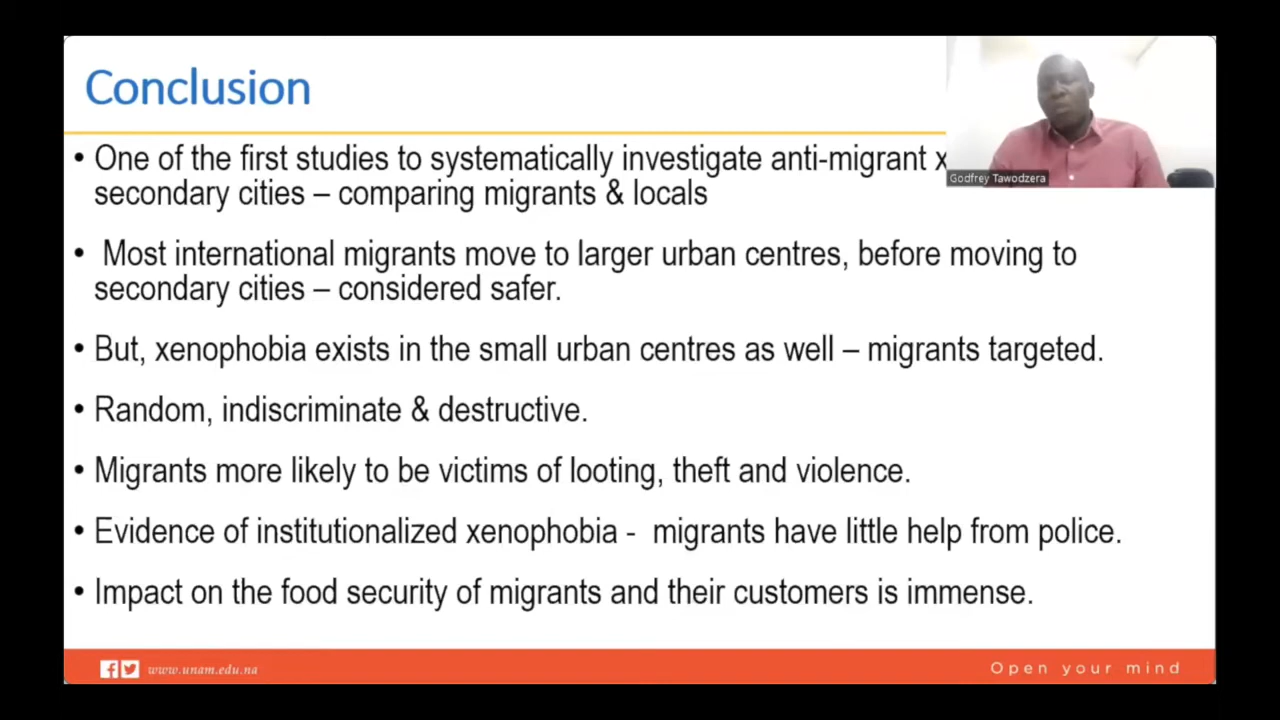 Conclusion
• One of the first studies to systematically investigate anti-migrant
secondary cities – comparing migrants & locals
• Most international migrants move to larger urban centres, before moving to
secondary cities – considered safer.
• But, xenophobia exists in the small urban centres as well – migrants targeted.
• Random, indiscriminate & destructive.
• Migrants more likely to be victims of looting, theft and violence.
• Evidence of institutionalized xenophobia - migrants have little help from police.
• Impact on the food security of migrants and their customers is immense.
Godfrey Tawodzera
www.unam.edu.na
Open your mind